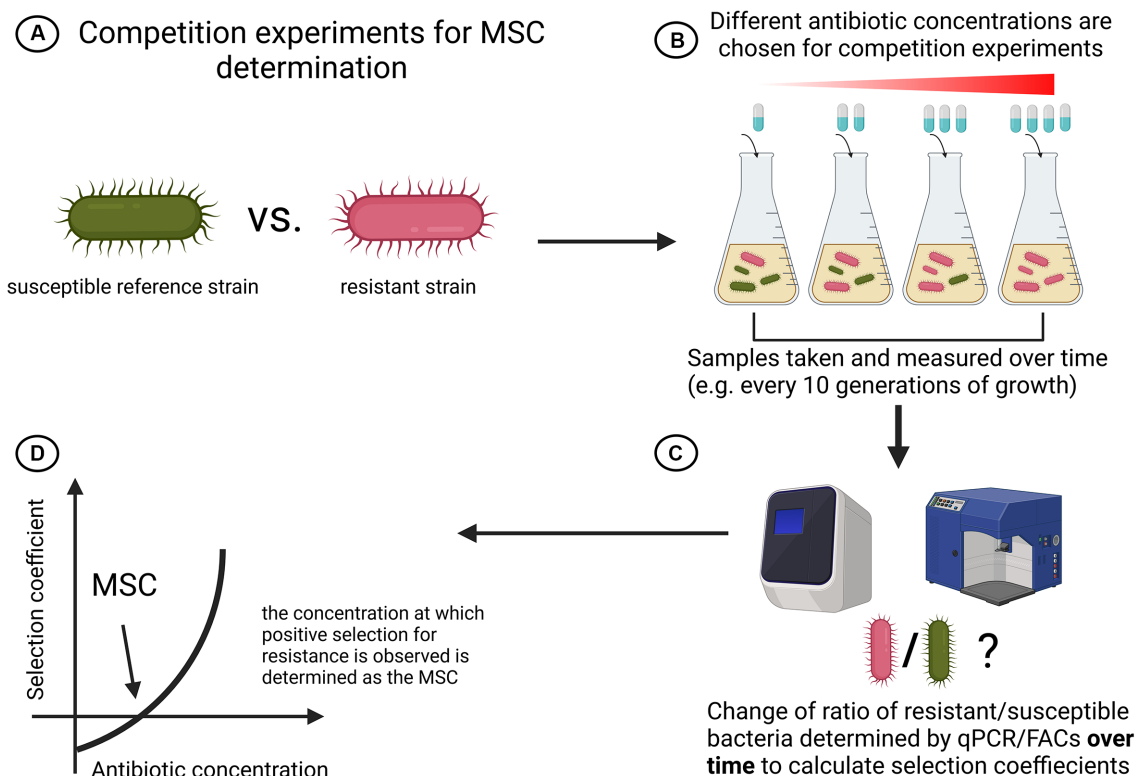 A
Competition experiments for MSC
determination
susceptible reference strain
vs.
resistant strain
B
Different antibiotic concentrations are
chosen for competition experiments
Samples taken and measured over time
(e.g. every 10 generations of growth)
C
/
?
Change of ratio of resistant/susceptible
bacteria determined by qPCR/FACs over
time to calculate selection coeffiecients
D
Selection coefficient
MSC
the concentration at which
positive selection for
resistance is observed is
determined as the MSC
Antibiotic concentration